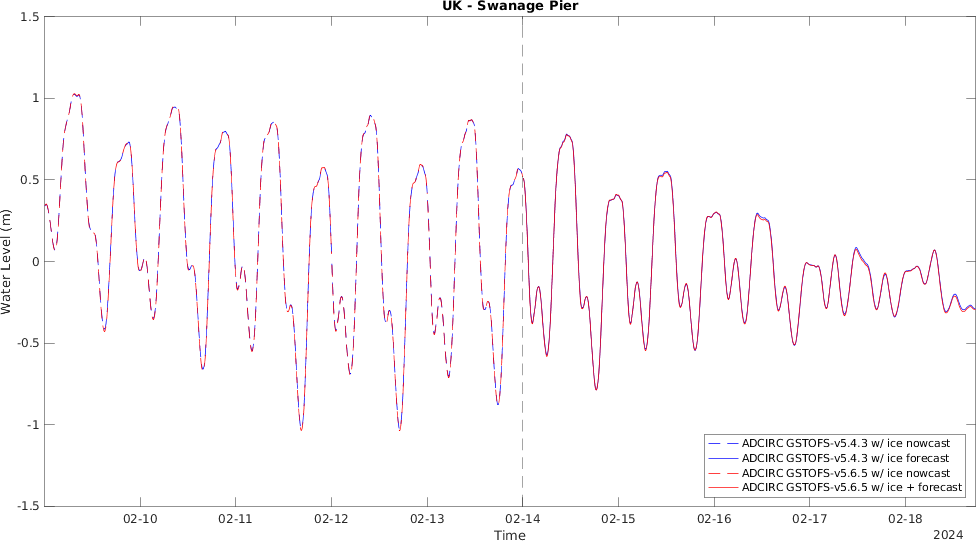 UK - Swanage Pier
1.5
1
0.5
0
-0.5
-1
-1.5
Water Level (m)
02-10 02-11 02-12 02-13 02-14 02-15 02-16 02-17 02-18
Time
2024
ADCIRC GSTOFS-v5.4.3 w/ ice nowcast
ADCIRC GSTOFS-v5.4.3 w/ ice forecast
ADCIRC GSTOFS-v5.6.5 w/ ice nowcast
ADCIRC GSTOFS-v5.6.5 w/ ice + forecast